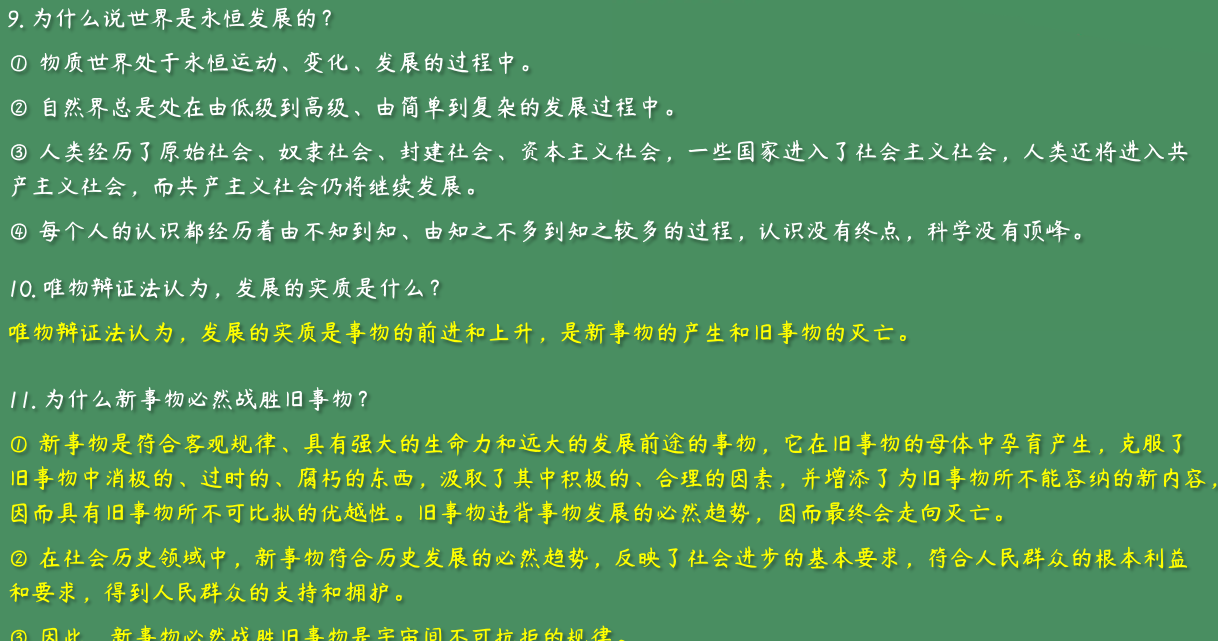 9. 为什么说世界是永恒发展的？
① 物质世界处于永恒运动、变化、发展的过程中。
② 自然界总是处在由低级到高级、由简单到复杂的发展过程中。
③ 人类经历了原始社会、奴隶社会、封建社会、资本主义社会，一些国家进入了社会主义社会，人类还将进入共
产主义社会，而共产主义社会仍将继续发展。
④ 每个人的认识都经历着由不知到知、由知之不多到知之较多的过程，认识没有终点，科学没有顶峰。
10. 唯物辩证法认为，发展的实质是什么？
唯物辩证法认为，发展的实质是事物的前进和上升，是新事物的产生和旧事物的灭亡。
11. 为什么新事物必然战胜旧事物？
① 新事物是符合客观规律、具有强大的生命力和远大的发展前途的事物，它在旧事物的母体中孕育产生，克服了
旧事物中消极的、过时的、腐朽的东西，汲取了其中积极的、合理的因素，并增添了为旧事物所不能容纳的新内容，
因而具有旧事物所不可比拟的优越性。旧事物违背事物发展的必然趋势，因而最终会走向灭亡。
② 在社会历史领域中，新事物符合历史发展的必然趋势，反映了社会进步的基本要求，符合人民群众的根本利益
和要求，得到人民群众的支持和拥护。
③ 因此，新事物必然战胜旧事物是宇宙间不可抗拒的规律。